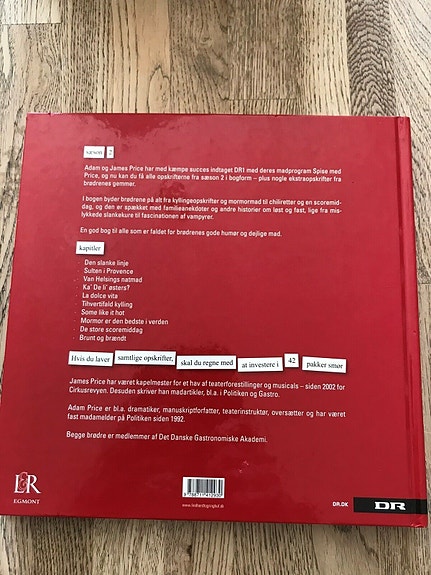 sæson 2
Adam og James Price har med kæmpe succes indtaget DR1 med deres madprogram Spise med
Price, og nu kan du få alle opskrifterne fra sæson 2 i bogform – plus nogle ekstraopskrifter fra
brødrenes gemmer.
I bogen byder brødrene på alt fra kyllingeopskrifter og mormormad til chiliretter og en scoremid-
dag, og den er spækket med familieanekdoter og andre historier om løst og fast, lige fra mis-
lykkede slankekure til fascinationen af vampyrer.
En god bog til alle som er faldet for brødrenes gode humør og dejlige mad.
kapitler
Den slanke linje
Sulten i Provence
Van Helsings natmad
Ka' De li' østers?
La dolce vita
Tihvertifald kylling
Some like it hot
Mormor er den bedste i verden
De store scoremiddag
Brunt og brændt
Hvis du laver samtlige opskrifter, skal du regne med at investere i 42 pakker smør
James Price har været kapelmester for et hav af teaterforestillinger og musicals – siden 2002 for
Cirkusrevyen. Desuden skriver han madartikler, bl.a. i Politiken og Gastro.
Adam Price er bl.a. dramatiker, manuskriptforfatter, teaterinstruktør, oversætter og har været
fast madanmelder på Politiken siden 1992.
Begge brødre er medlemmer af Det Danske Gastronomiske Akademi.
L&R
EGMONT
9 788711 412930
www.lindhardtogringhof.dk
DR.DK
DR